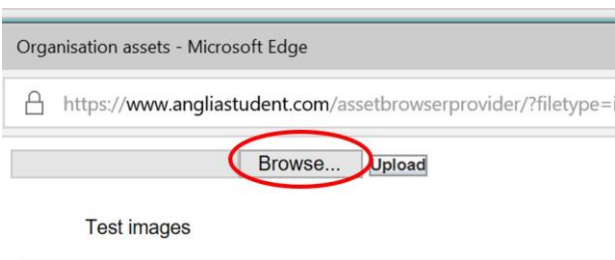 Organisation assets - Microsoft Edge
https://www.angliastudent.com/assetbrowserprovider/?filetype=i
Browse... Upload
Test images